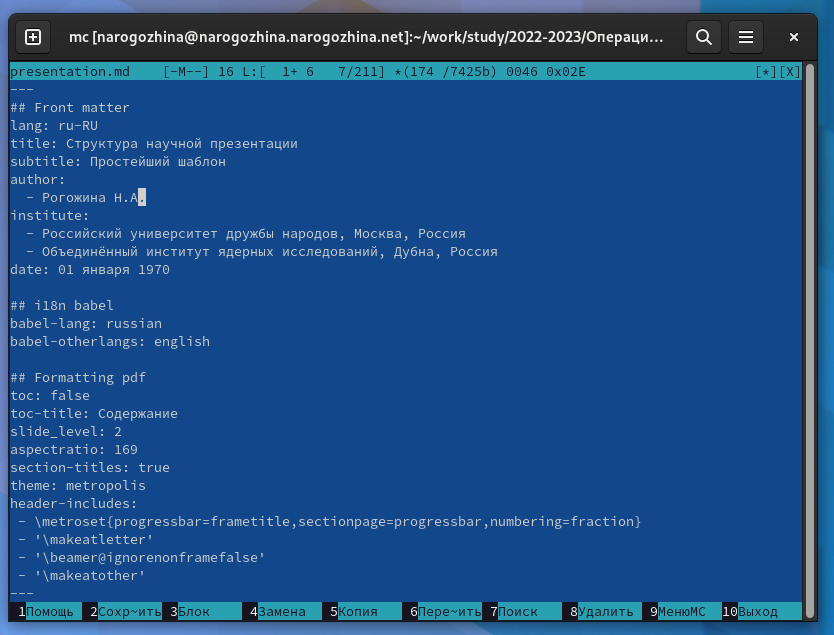 mc [narogozhina@narogozhina.narogozhina.net]:~/work/study/2022-2023/Операци...
presentation.md [-M--] 16 L:[ 1+ 6 7/211] *(174 /7425b) 0046 0x02E [*][X]
---
## Front matter
lang: ru-RU
title: Структура научной презентации
subtitle: Простейший шаблон
author:
- Рогожина Н.А.
institute:
- Российский университет дружбы народов, Москва, Россия
- Объединённый институт ядерных исследований, Дубна, Россия
date: 01 января 1970
## i18n babel
babel-lang: russian
babel-otherlangs: english
## Formatting pdf
toc: false
toc-title: Содержание
slide_level: 2
aspectratio: 169
section-titles: true
theme: metropolis
header-includes:
- \metroset{progressbar=frametitle,sectionpage=progressbar,numbering=fraction}
- '\makeatletter'
- '\beamer@ignorenonframefalse'
- '\makeatother'
---
1Помощь 2Сохр~ить 3Блок 4Замена 5Копия 6Пере~ить 7Поиск 8Удалить 9МенюMC 10Выход